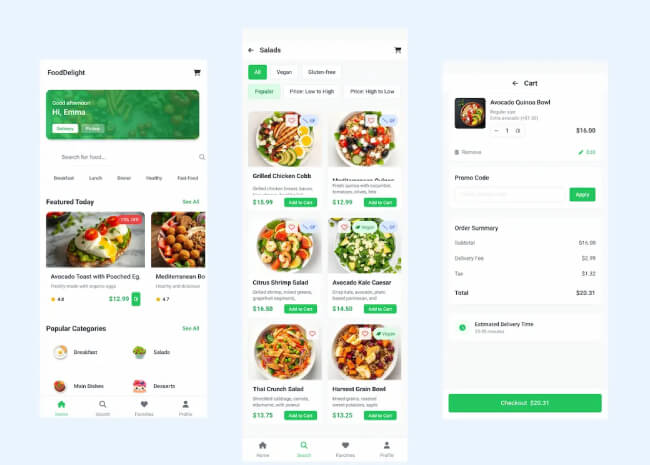 FoodDelight
Good afternoon
Hi, Emma
Delivery
Pickup
Search for food...
Breakfast
Lunch
Dinner
Healthy
Fast Food
Featured Today
See All
15% OFF
Avocado Toast with Poached Eg.
Mediterranean Bo
Freshly made with organic eggs
Healthy and delicious
4.8
$12.99
4.7
Popular Categories
See All
Breakfast
Salads
Main Dishes
Desserts
Home
Search
Favorites
Profile
Salads
All
Vegan
Gluten-free
Popular
Price: Low to High
Price: High to Low
GF
GF
Grilled Chicken Cobb
Mediterranean Quinoa
Grilled chicken breast, bacon,
Fresh quinoa with cucumber,
tomatoes, olives, feta
$15.99
Add to Cart
$12.99
Add to Cart
GF
Vegan
GF
Citrus Shrimp Salad
Avocado Kale Caesar
Grilled shrimp, mixed greens,
grapefruit segments,
Crisp kale, avocado, plant-
based parmesan, and
$16.50
Add to Cart
$14.50
Add to Cart
Vegan
Thai Crunch Salad
Harvest Grain Bowl
Shredded cabbage, carrots,
edamame, with peanut
Mixed grains, roasted
sweet potatoes, apple
$13.75
Add to Cart
$13.25
Add to Cart
Home
Search
Favorites
Profile
Cart
Avocado Quinoa Bowl
Regular size
Extra avocado (+$1.50)
1
$16.00
Remove
Edit
Promo Code
Apply
Order Summary
Subtotal
$16.00
Delivery Fee
$2.99
Tax
$1.32
Total
$20.31
Estimated Delivery Time
minutes
Checkout $20.31